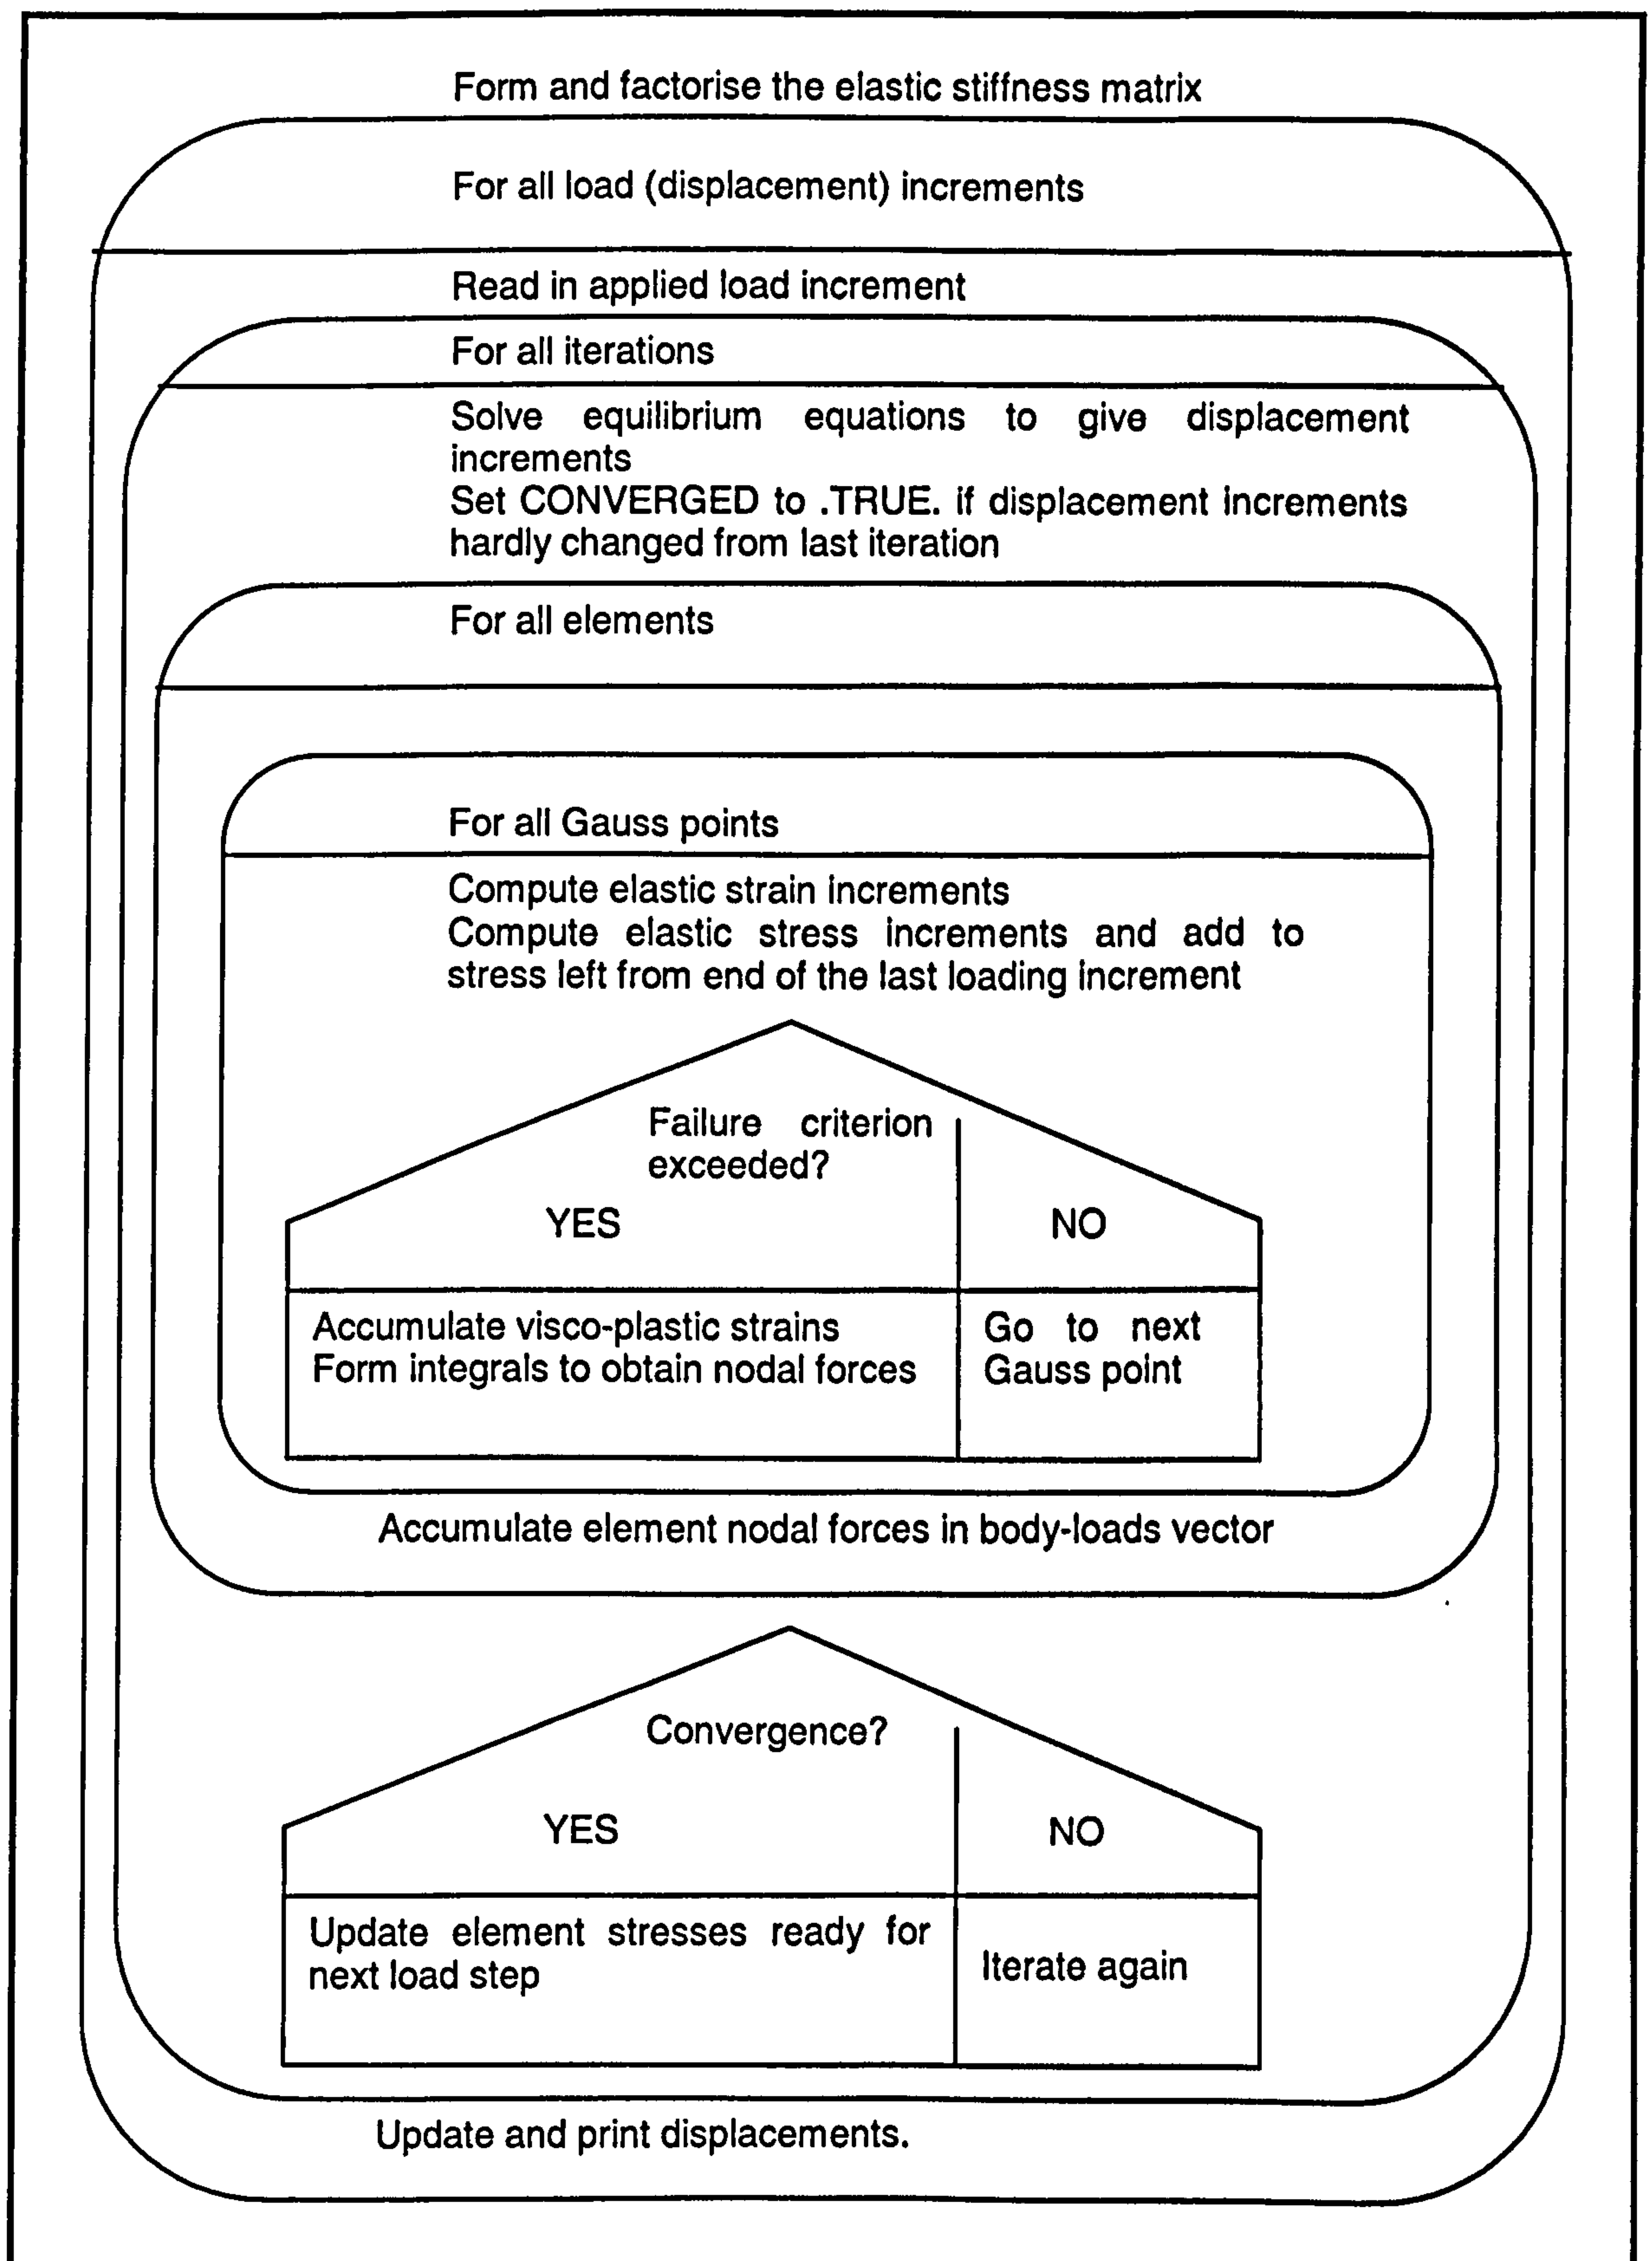 Form and factorise the elastic stiffness matrix
For all load (displacement) increments
Read in applied load increment
For all iterations
Solve equilibrium equations to give displacement
increments
Set CONVERGED to .TRUE. if displacement increments
hardly changed from last iteration
For all elements
For all Gauss points
Compute elastic strain increments
Compute elastic stress increments and add to
stress left from end of the last loading increment
Failure criterion
exceeded?
YES
NO
Accumulate visco-plastic strains
Form integrals to obtain nodal forces
Go to next
Gauss point
Accumulate element nodal forces in body-loads vector
Convergence?
YES
NO
Update element stresses ready for
next load step
Iterate again
Update and print displacements.